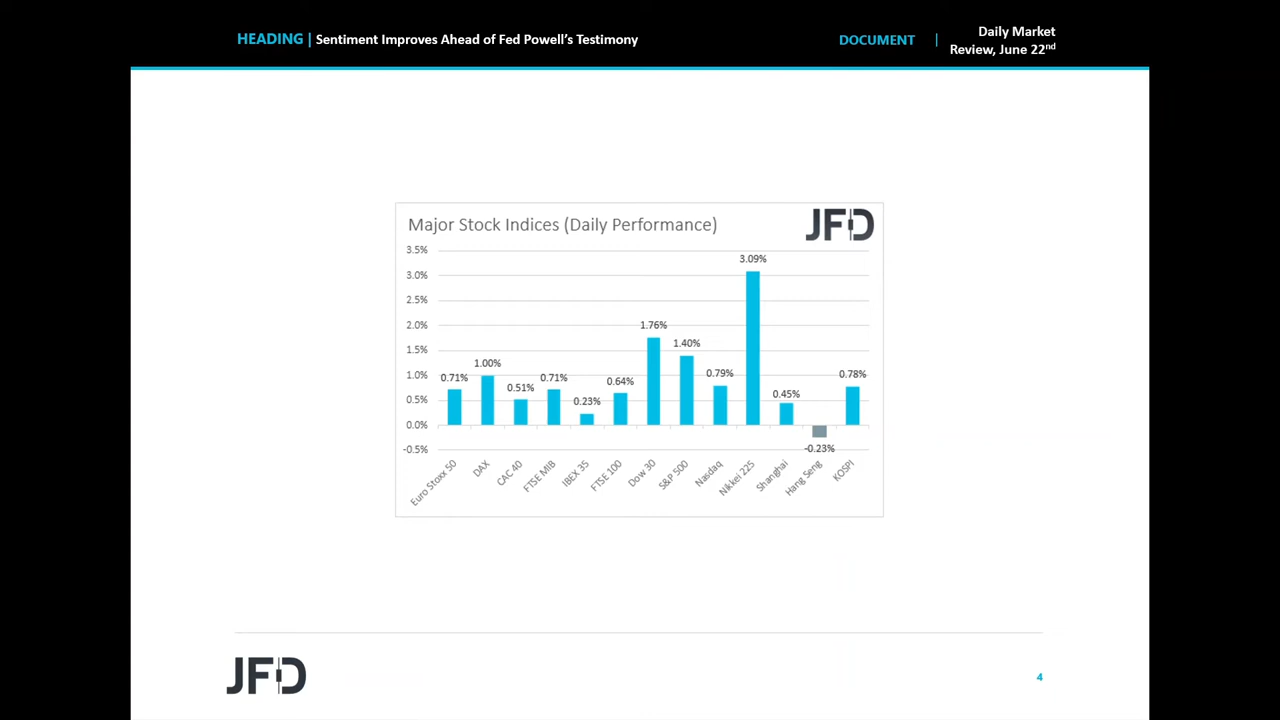 HEADING | Sentiment Improves Ahead of Fed Powell's Testimony
DOCUMENT | Daily Market
Review, June 22nd
Major Stock Indices (Daily Performance)
JFD
3.5%
3.0%
2.5%
2.0%
1.5%
1.0%
0.5%
0.0%
-0.5%
0.71%
1.00%
0.51%
0.71%
0.23%
0.64%
1.76%
1.40%
0.79%
3.09%
0.45%
-0.23%
0.78%
Euro Stoxx 50
DAX
CAC 40
FTSE MIB
IBEX 35
FTSE 100
Dow 30
S&P 500
Nasdaq
Nikkei 225
Shanghai
Hang Seng
KOSPI
JFD
4